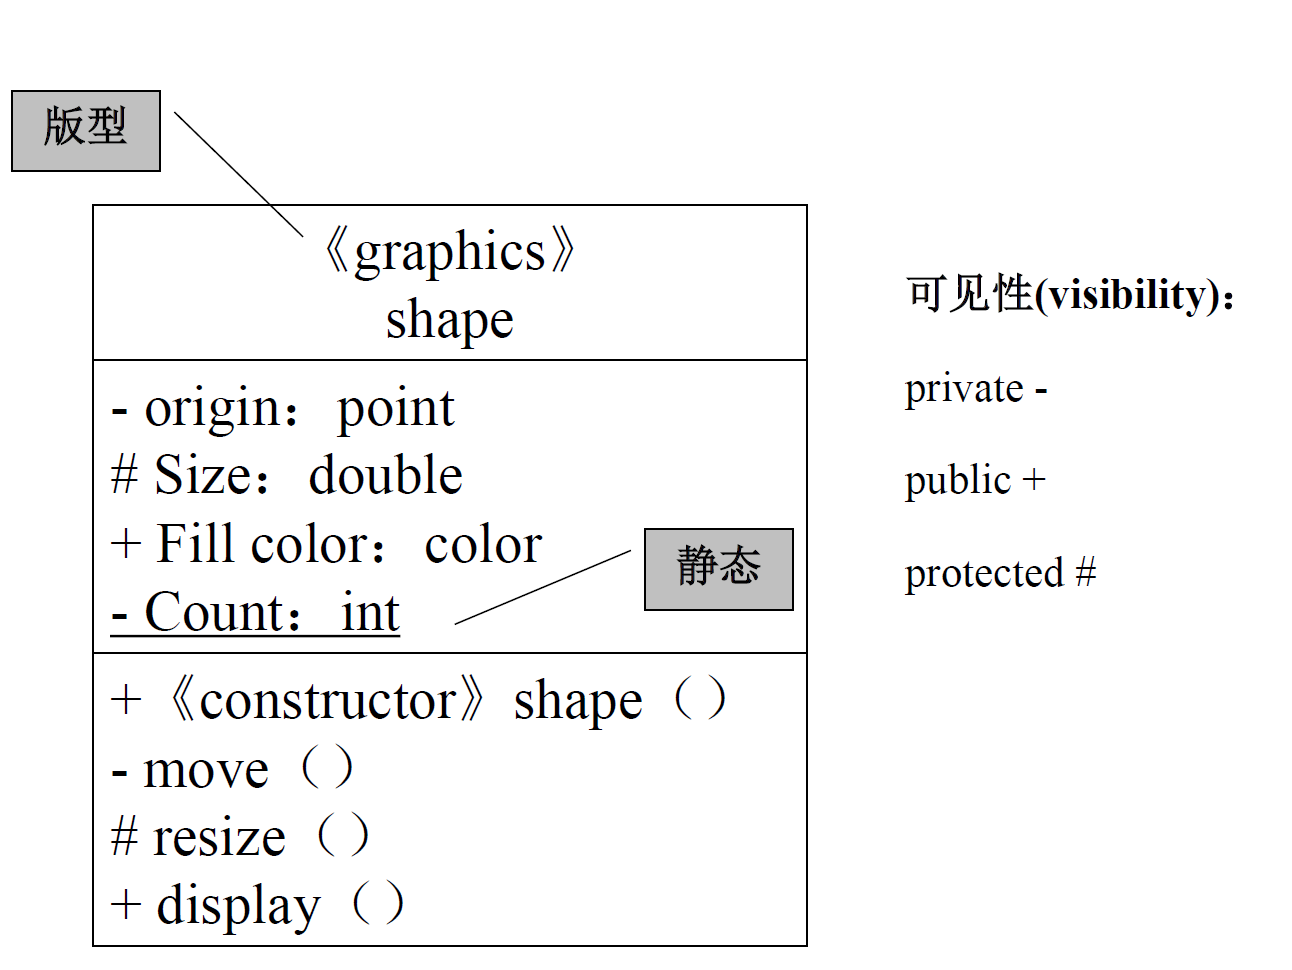 版型
《graphics》
shape
- origin：point
# Size：double
+ Fill color：color
- Count：int
静态
+《constructor》shape（）
- move（）
# resize（）
+ display（）
可见性(visibility)：
private -
public +
protected #